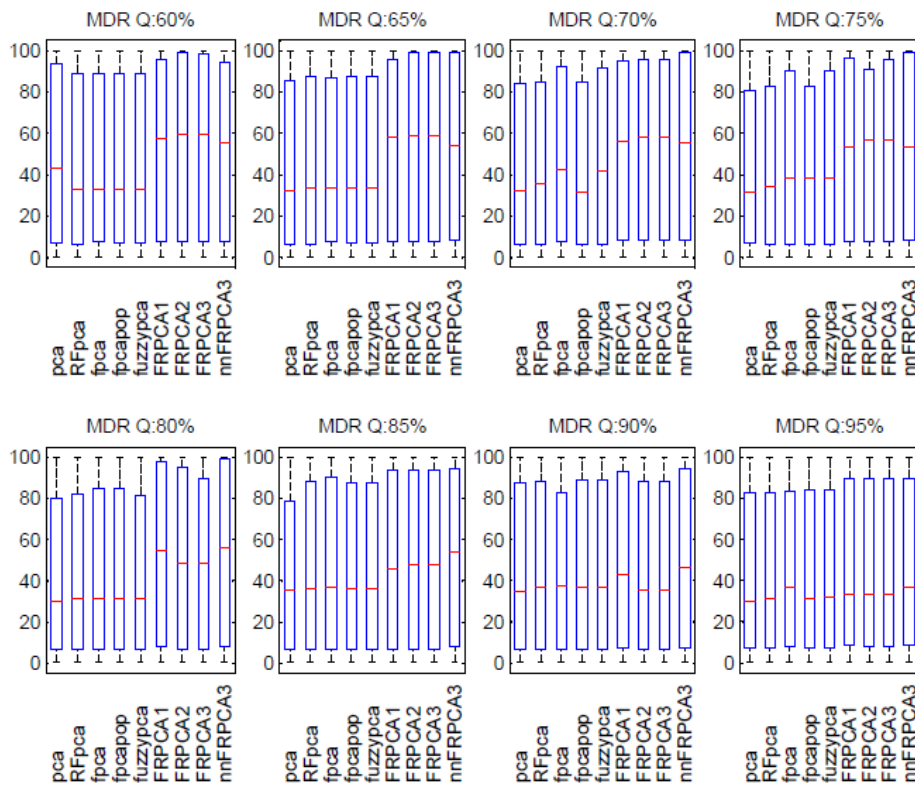 MDR Q:60%
MDR Q:65%
MDR Q:70%
MDR Q:75%
100
80
60
40
20
0
100
80
60
40
20
0
100
80
60
40
20
0
100
80
60
40
20
0
pca
RFpca
fpca
fpcapop
fuzzypca
FRPCA1
FRPCA2
FRPCA3
nnFRPCA3
pca
RFpca
fpca
fpcapop
fuzzypca
FRPCA1
FRPCA2
FRPCA3
nnFRPCA3
pca
RFpca
fpca
fpcapop
fuzzypca
FRPCA1
FRPCA2
FRPCA3
nnFRPCA3
pca
RFpca
fpca
fpcapop
fuzzypca
FRPCA1
FRPCA2
FRPCA3
nnFRPCA3
MDR Q:80%
MDR Q:85%
MDR Q:90%
MDR Q:95%
100
80
60
40
20
0
100
80
60
40
20
0
100
80
60
40
20
0
100
80
60
40
20
0
pca
RFpca
fpca
fpcapop
fuzzypca
FRPCA1
FRPCA2
FRPCA3
nnFRPCA3
pca
RFpca
fpca
fpcapop
fuzzypca
FRPCA1
FRPCA2
FRPCA3
nnFRPCA3
pca
RFpca
fpca
fpcapop
fuzzypca
FRPCA1
FRPCA2
FRPCA3
nnFRPCA3
pca
RFpca
fpca
fpcapop
fuzzypca
FRPCA1
FRPCA2
FRPCA3
nnFRPCA3